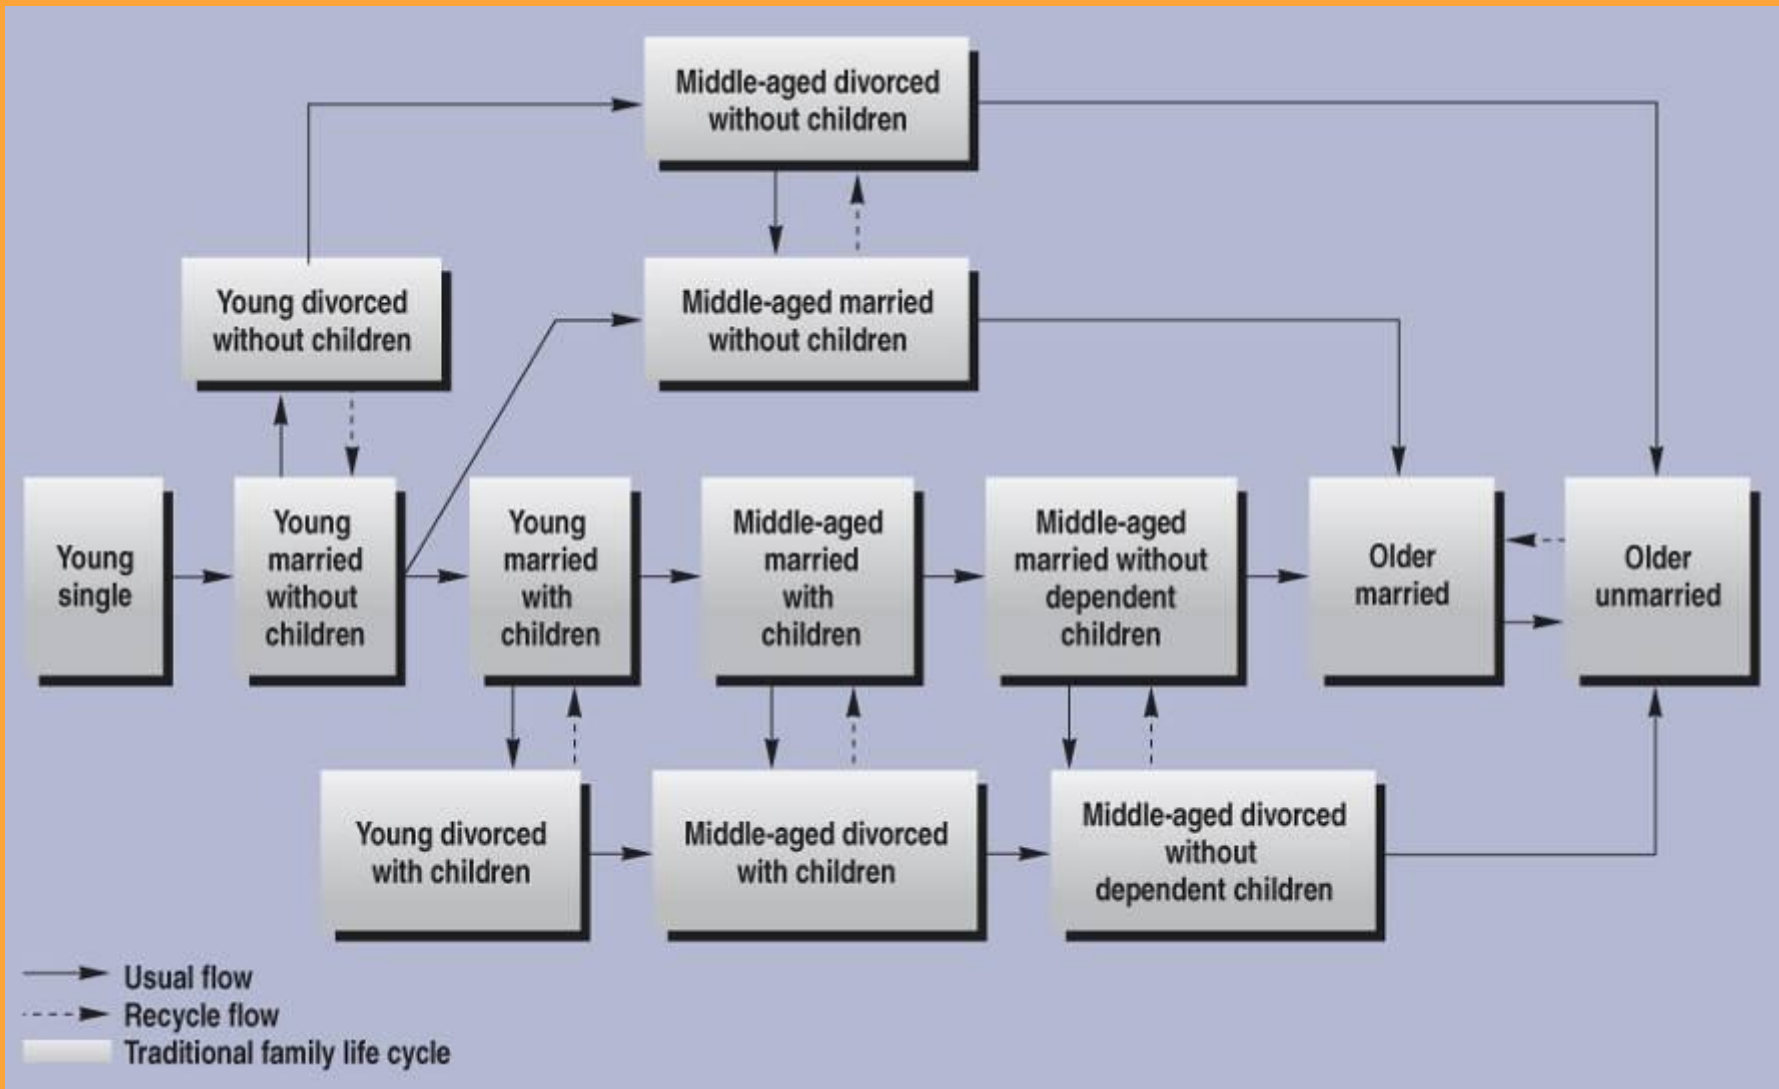 Middle-aged divorced
without children
Young divorced
without children
Middle-aged married
without children
Young
single
Young
married
without
children
Young
married
with
children
Middle-aged
married
with
children
Middle-aged
married without
dependent
children
Older
married
Older
unmarried
Young divorced
with children
Middle-aged divorced
with children
Middle-aged divorced
without
dependent children
Usual flow
Recycle flow
Traditional family life cycle